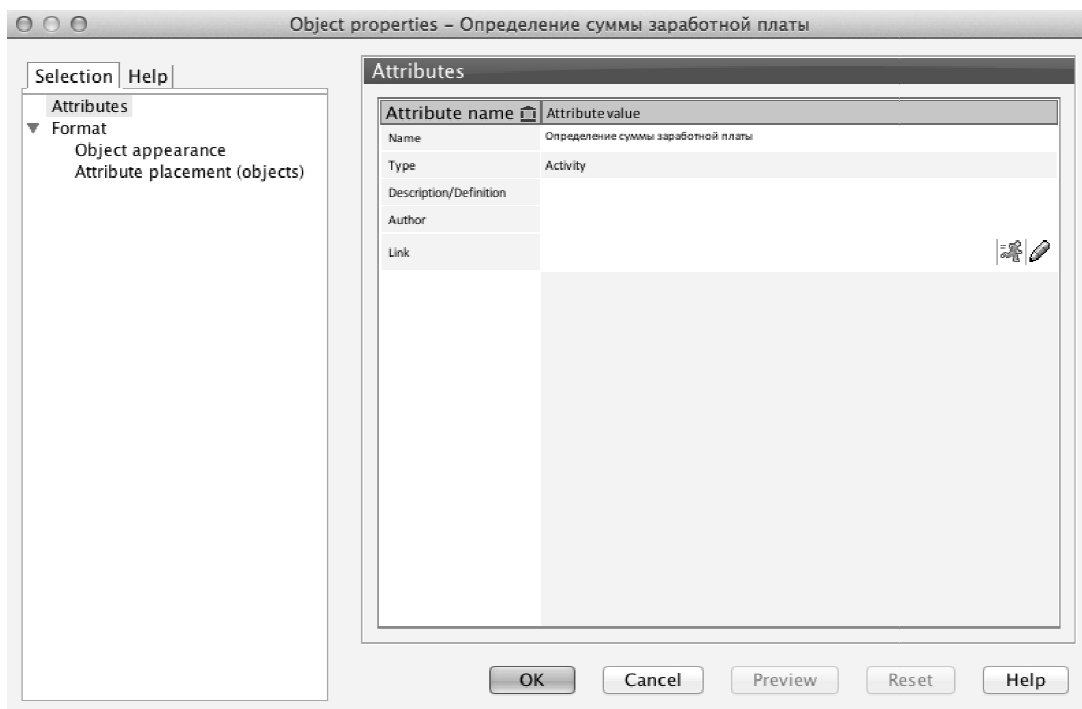 Object properties – Определение суммы заработной платы
Selection
Help
Attributes
Format
Object appearance
Attribute placement (objects)
Attributes
Attribute name
Attribute value
Name
Определение суммы заработной платы
Type
Activity
Description/Definition
Author
Link
OK
Cancel
Preview
Reset
Help